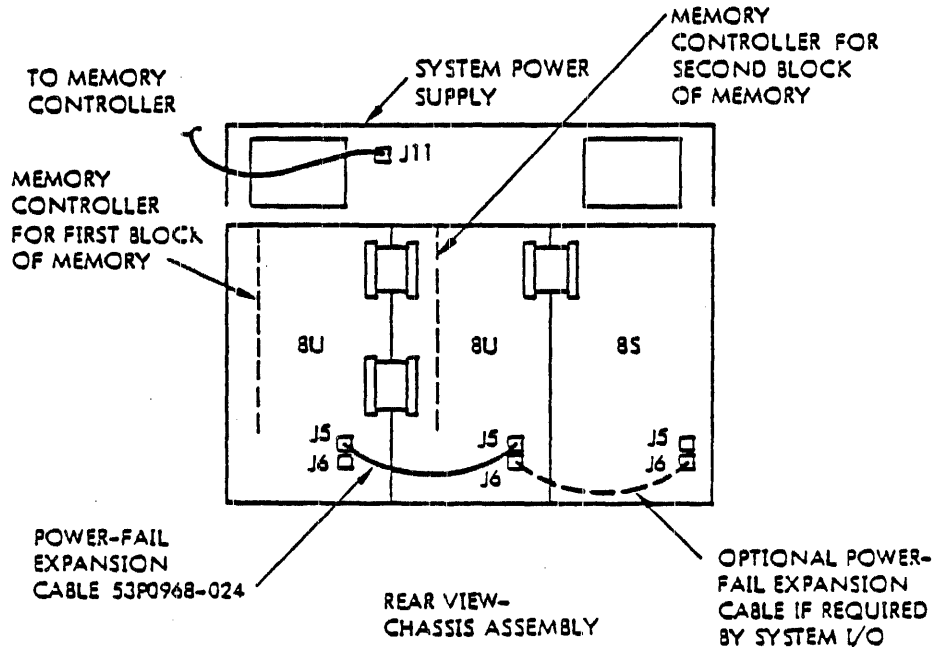 MEMORY
CONTROLLER FOR
SECOND BLOCK
OF MEMORY
SYSTEM POWER
SUPPLY
TO MEMORY
CONTROLLER
J11
MEMORY
CONTROLLER
FOR FIRST BLOCK
OF MEMORY
8U
8U
8S
J5
J6
J5
J6
J5
J6
POWER-FAIL
EXPANSION
CABLE 53P0968-024
OPTIONAL POWER-
FAIL EXPANSION
CABLE IF REQUIRED
BY SYSTEM I/O
REAR VIEW-
CHASSIS ASSEMBLY